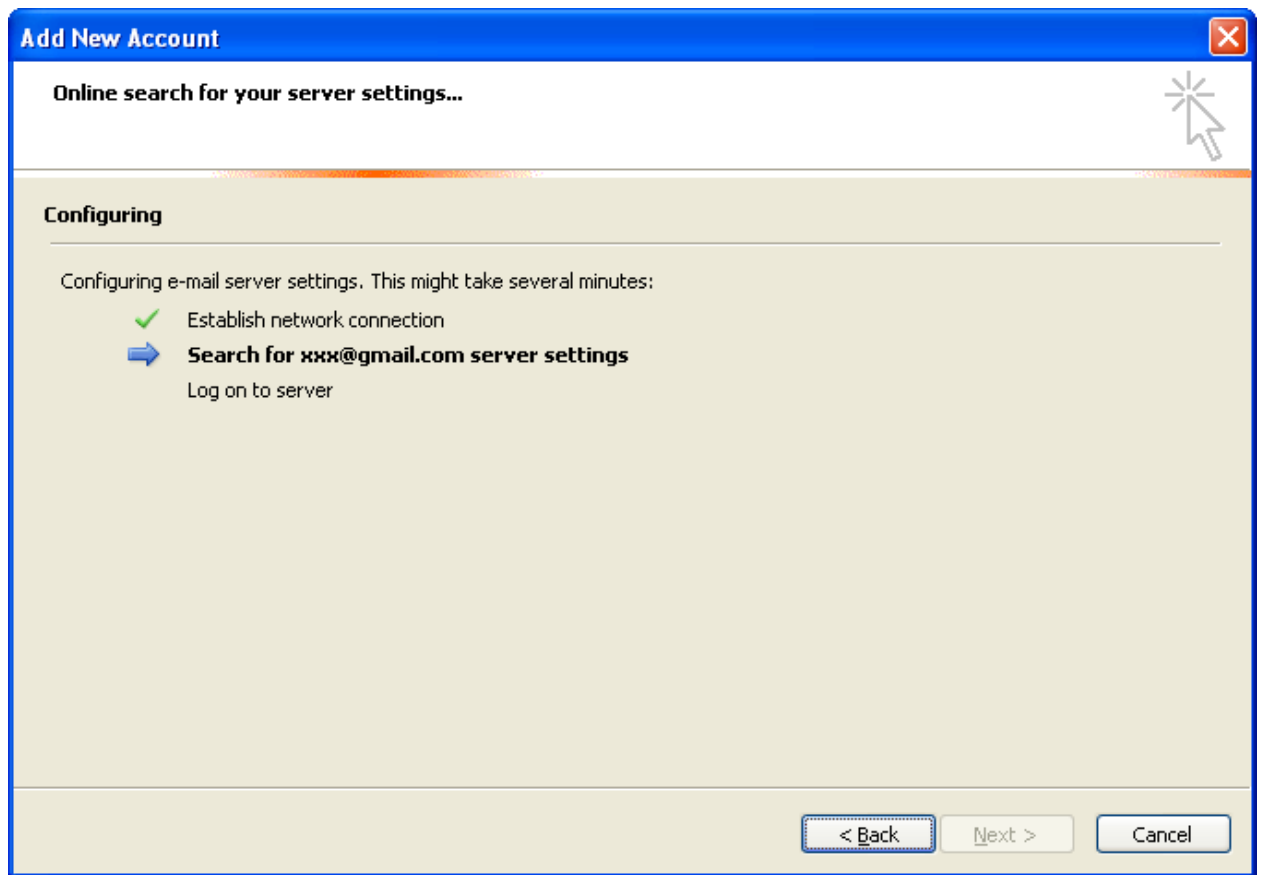 Add New Account
Online search for your server settings...
Configuring
Configuring e-mail server settings. This might take several minutes:
Establish network connection
Search for xxx@gmail.com server settings
Log on to server
< Back Next > Cancel